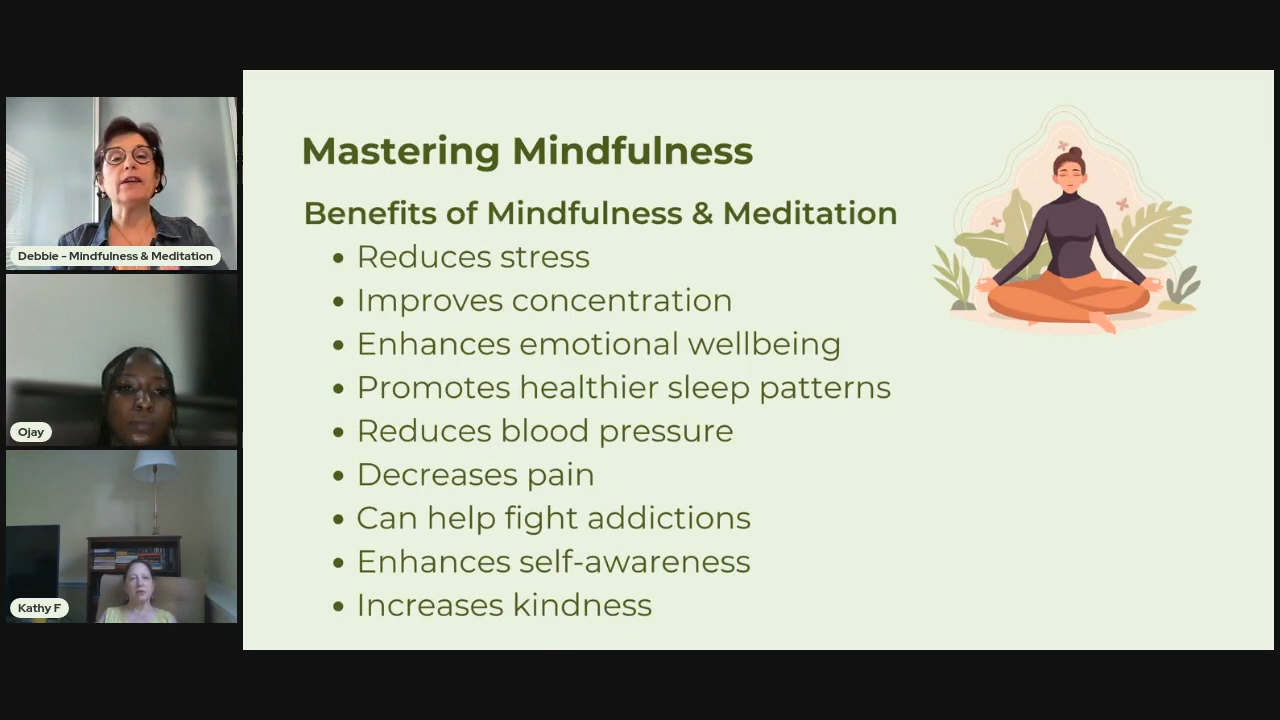 Debbie - Mindfulness & Meditation
Ojay
Kathy F
Mastering Mindfulness
Benefits of Mindfulness & Meditation
• Reduces stress
• Improves concentration
• Enhances emotional wellbeing
• Promotes healthier sleep patterns
• Reduces blood pressure
• Decreases pain
• Can help fight addictions
• Enhances self-awareness
• Increases kindness